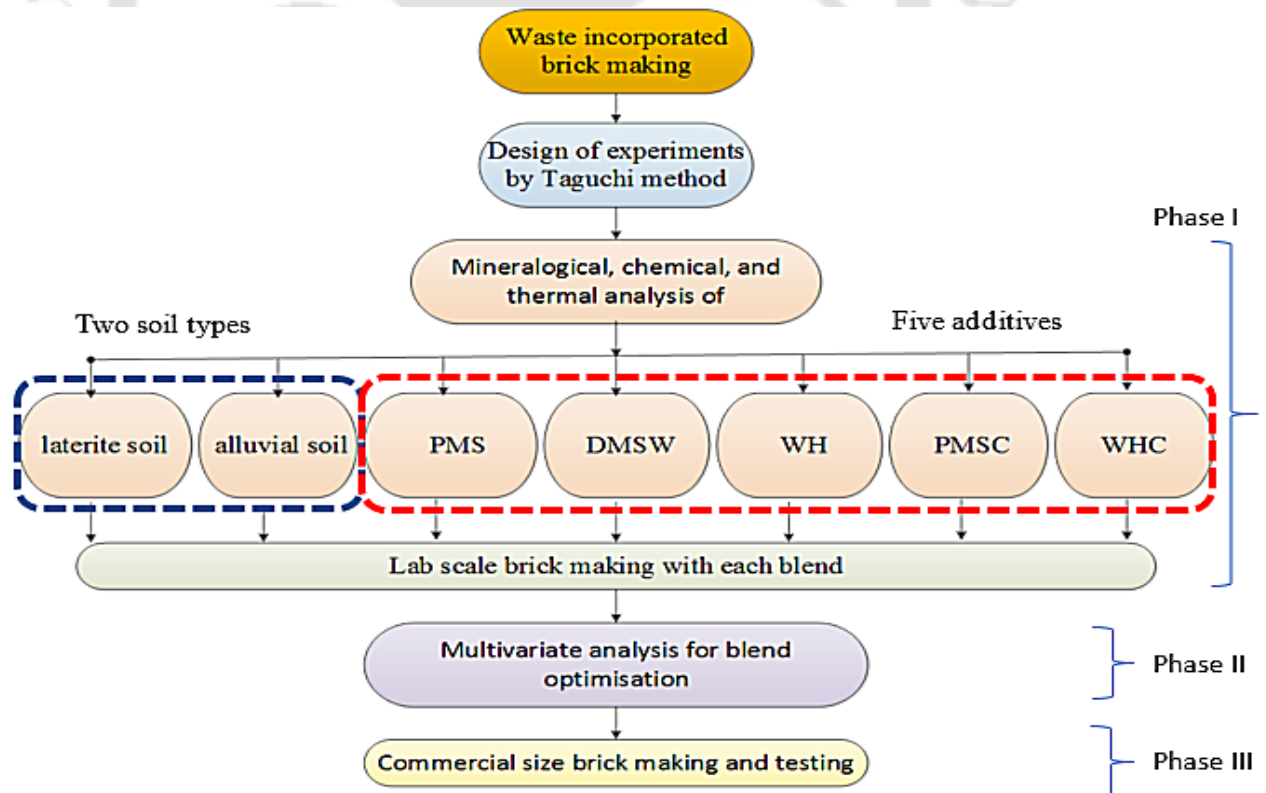 Waste incorporated
brick making
Design of experiments
by Taguchi method
Phase I
Mineralogical, chemical, and
thermal analysis of
Two soil types
Five additives
laterite soil
alluvial soil
PMS
DMSW
WH
PMSC
WHC
Lab scale brick making with each blend
Multivariate analysis for blend
optimisation
Phase II
Commercial size brick making and testing
Phase III